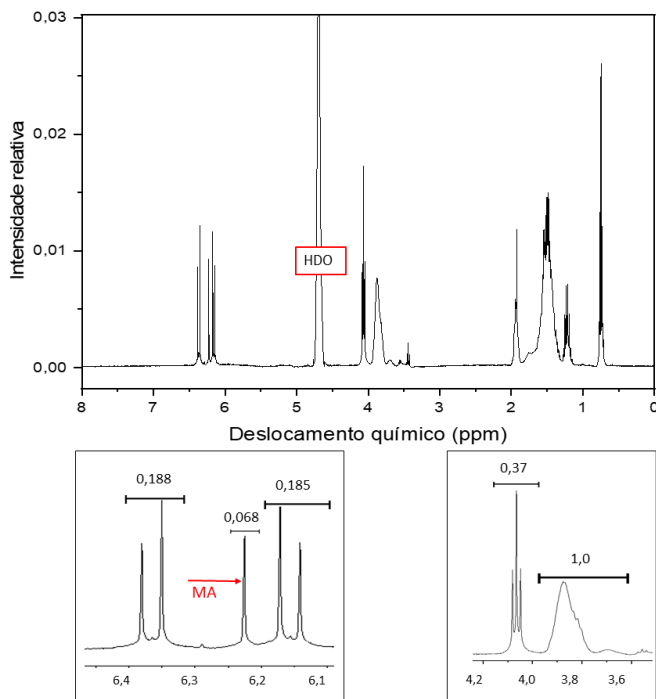 0,03
0,02
0,01
0,00
Intensidade relativa
HDO
8 7 6 5 4 3 2 1 0
Deslocamento químico (ppm)
0,188
0,185
0,068
MA
6,4 6,3 6,2 6,1
0,37
1,0
4,2 4,0 3,8 3,6